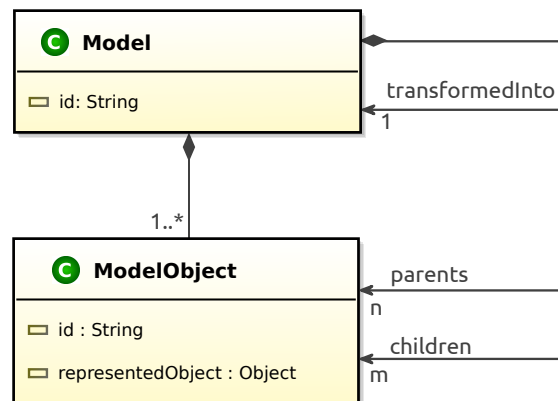 C Model
id: String
transformedInto
1
1..*
C ModelObject
parents
n
id : String
children
representedObject : Object
m